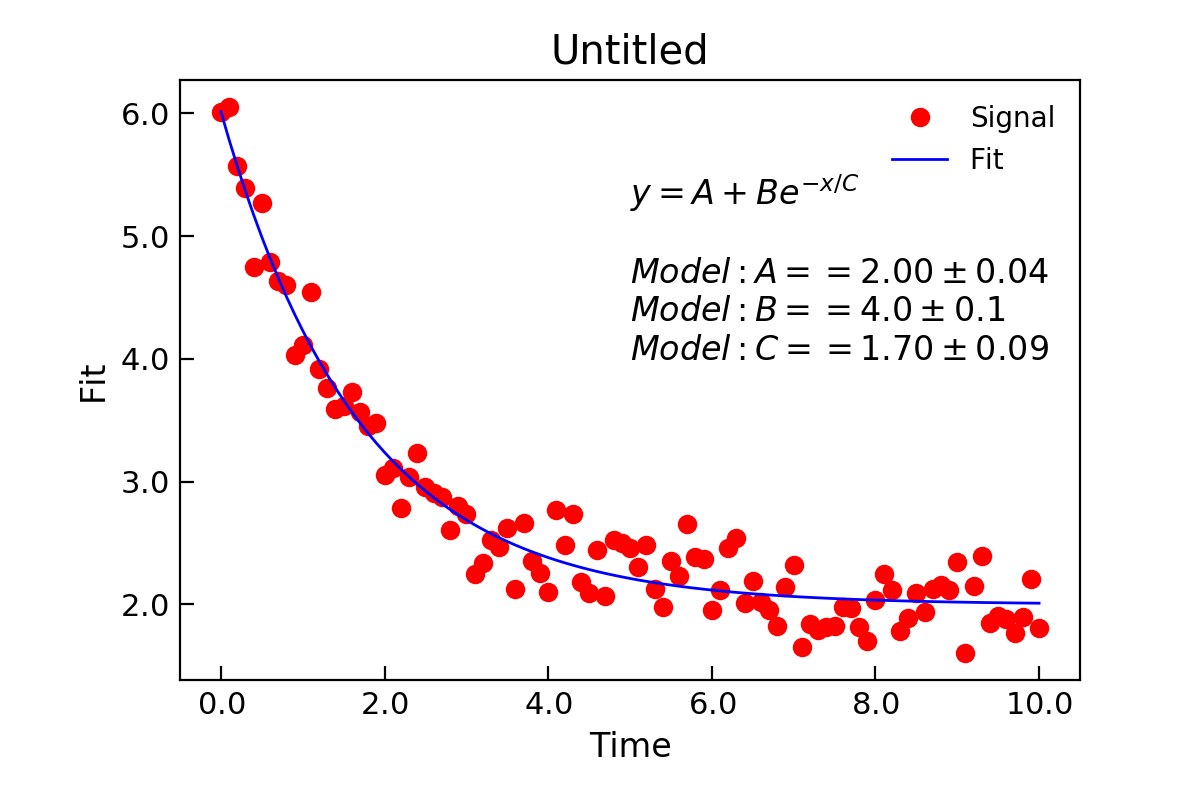 Untitled
Signal
Fit
y = A + Be^{-x/C}
Model : A == 2.00 ± 0.04
Model : B == 4.0 ± 0.1
Model : C == 1.70 ± 0.09
6.0
5.0
4.0
3.0
2.0
Fit
0.0 2.0 4.0 6.0 8.0 10.0
Time